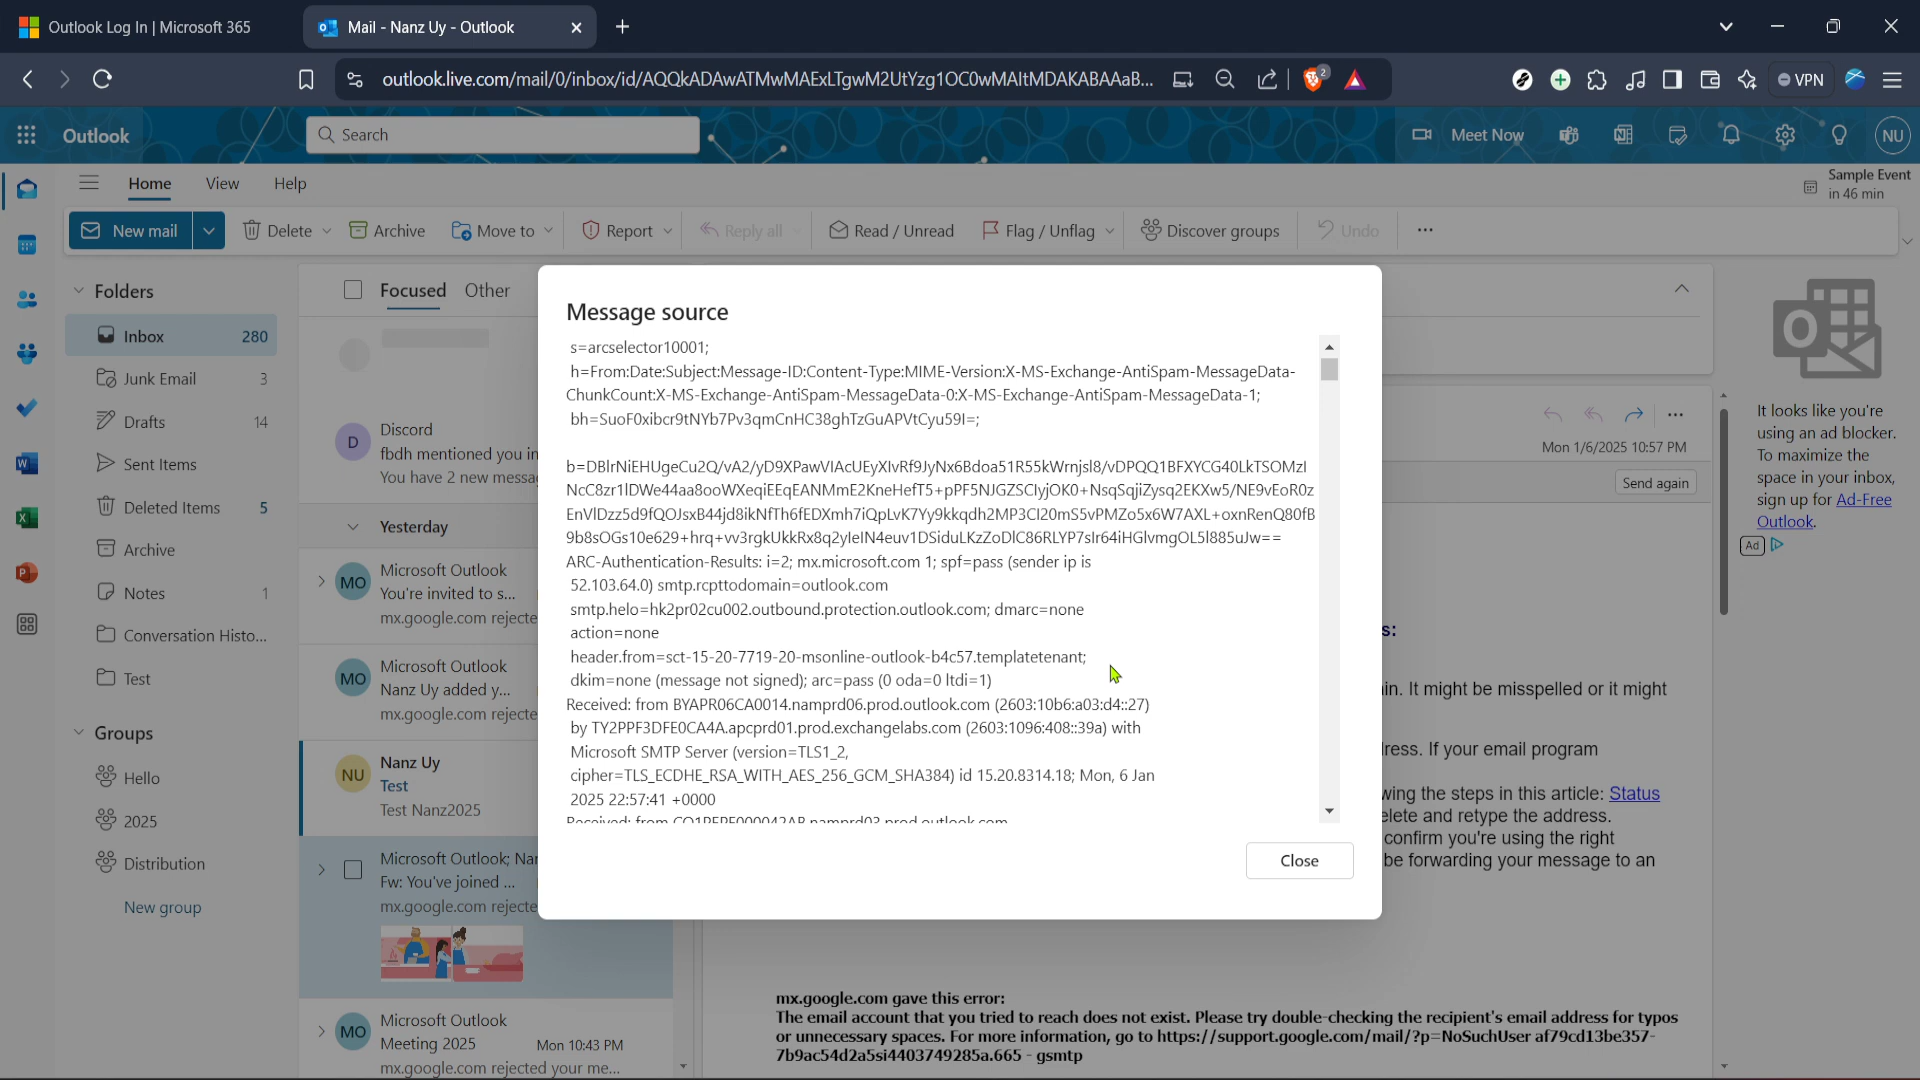 Outlook Log In | Microsoft 365
Mail - Nanz Uy - Outlook
outlook.live.com/mail/0/inbox/id/AQQkADAwATMwMAExLTgwM2UtYzg1OC0wMAItMDAKABAAaB...
2
VPN
Outlook
Search
Meet Now
NU
Home
View
Help
Sample Event
in 46 min
New mail
Delete
Archive
Move to
Report
Reply all
Read / Unread
Flag / Unflag
Discover groups
Undo
Folders
Inbox 280
Junk Email 3
Drafts 14
Sent Items
Deleted Items 5
Archive
Notes 1
Conversation Histo...
Test
Groups
Hello
2025
Distribution
New group
Focused
Other
D
Discord
fbdh mentioned you in
You have 2 new messa
Yesterday
MO
Microsoft Outlook
You're invited to s...
mx.google.com rejecte
MO
Microsoft Outlook
Nanz Uy added y...
mx.google.com rejecte
NU
Nanz Uy
Test
Test Nanz2025
Microsoft Outlook; Nar
Fw: You've joined ...
mx.google.com rejecte
MO
Microsoft Outlook
Meeting 2025
Mon 10:43 PM
mx.google.com rejected your me...
Message source
s=arcselector10001;
h=From:Date:Subject:Message-ID:Content-Type:MIME-Version:X-MS-Exchange-AntiSpam-MessageData-
ChunkCount:X-MS-Exchange-AntiSpam-MessageData-0:X-MS-Exchange-AntiSpam-MessageData-1;
bh=SuoF0xibcr9tNYb7Pv3qmCnHC38ghTzGuAPVtCyu59I=;
b=DBlrNiEHUgeCu2Q/vA2/yD9XPawVIAcUEyXIvRf9JyNx6Bdoa51R55kWrnjsl8/vDPQQ1BFXYCG40LkTSOMzI
NcC8zr1lDWe44aa8ooWXeqiEEqEANMmE2KneHefT5+pPF5NJGZSClyjOK0+NsqSqjiZysq2EKXw5/NE9vEoR0z
EnVlDzz5d9fQOJsxB44jd8ikNfTh6fEDXmh7iQpLvK7Yy9kkqdh2MP3CI20mS5vPMZo5x6W7AXL+oxnRenQ80fB
9b8sOGs10e629+hrq+vv3rgkUkkRx8q2yleIN4euv1DSiduLKzZoDlC86RLYP7slr64iHGlvmgOL5l885uJw==
ARC-Authentication-Results: i=2; mx.microsoft.com 1; spf=pass (sender ip is
52.103.64.0) smtp.rcpttodomain=outlook.com
smtp.helo=hk2pr02cu002.outbound.protection.outlook.com; dmarc=none
action=none
header.from=sct-15-20-7719-20-msonline-outlook-b4c57.templatetenant;
dkim=none (message not signed); arc=pass (0 oda=0 ltdi=1)
Received: from BYAPR06CA0014.namprd06.prod.outlook.com (2603:10b6:a03:d4::27)
by TY2PPF3DFE0CA4A.apcprd01.prod.exchangelabs.com (2603:1096:408::39a) with
Microsoft SMTP Server (version=TLS1_2,
cipher=TLS_ECDHE_RSA_WITH_AES_256_GCM_SHA384) id 15.20.8314.18; Mon, 6 Jan
2025 22:57:41 +0000
Close
Mon 1/6/2025 10:57 PM
Send again
s:
in. It might be misspelled or it might
ress. If your email program
wing the steps in this article: Status
elete and retype the address.
confirm you're using the right
be forwarding your message to an
mx.google.com gave this error:
The email account that you tried to reach does not exist. Please try double-checking the recipient's email address for typos
or unnecessary spaces. For more information, go to https://support.google.com/mail/?p=NoSuchUser af79cd13be357-
7b9ac54d2a5si4403749285a.665 - gsmtp
It looks like you're
using an ad blocker.
To maximize the
space in your inbox,
sign up for Ad-Free
Outlook.
Ad